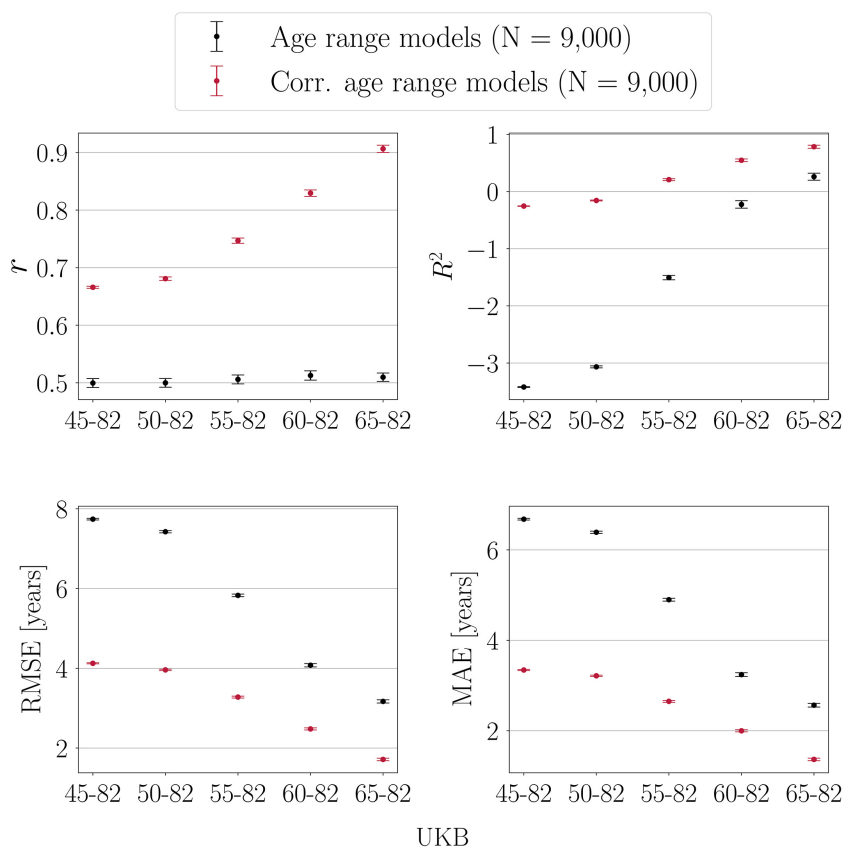 Age range models (N = 9,000)
Corr. age range models (N = 9,000)
0.9
0.8
0.7
0.6
0.5
r
45-82 50-82 55-82 60-82 65-82
1
0
−1
−2
−3
R²
45-82 50-82 55-82 60-82 65-82
8
6
4
2
RMSE [years]
45-82 50-82 55-82 60-82 65-82
6
4
2
MAE [years]
45-82 50-82 55-82 60-82 65-82
UKB